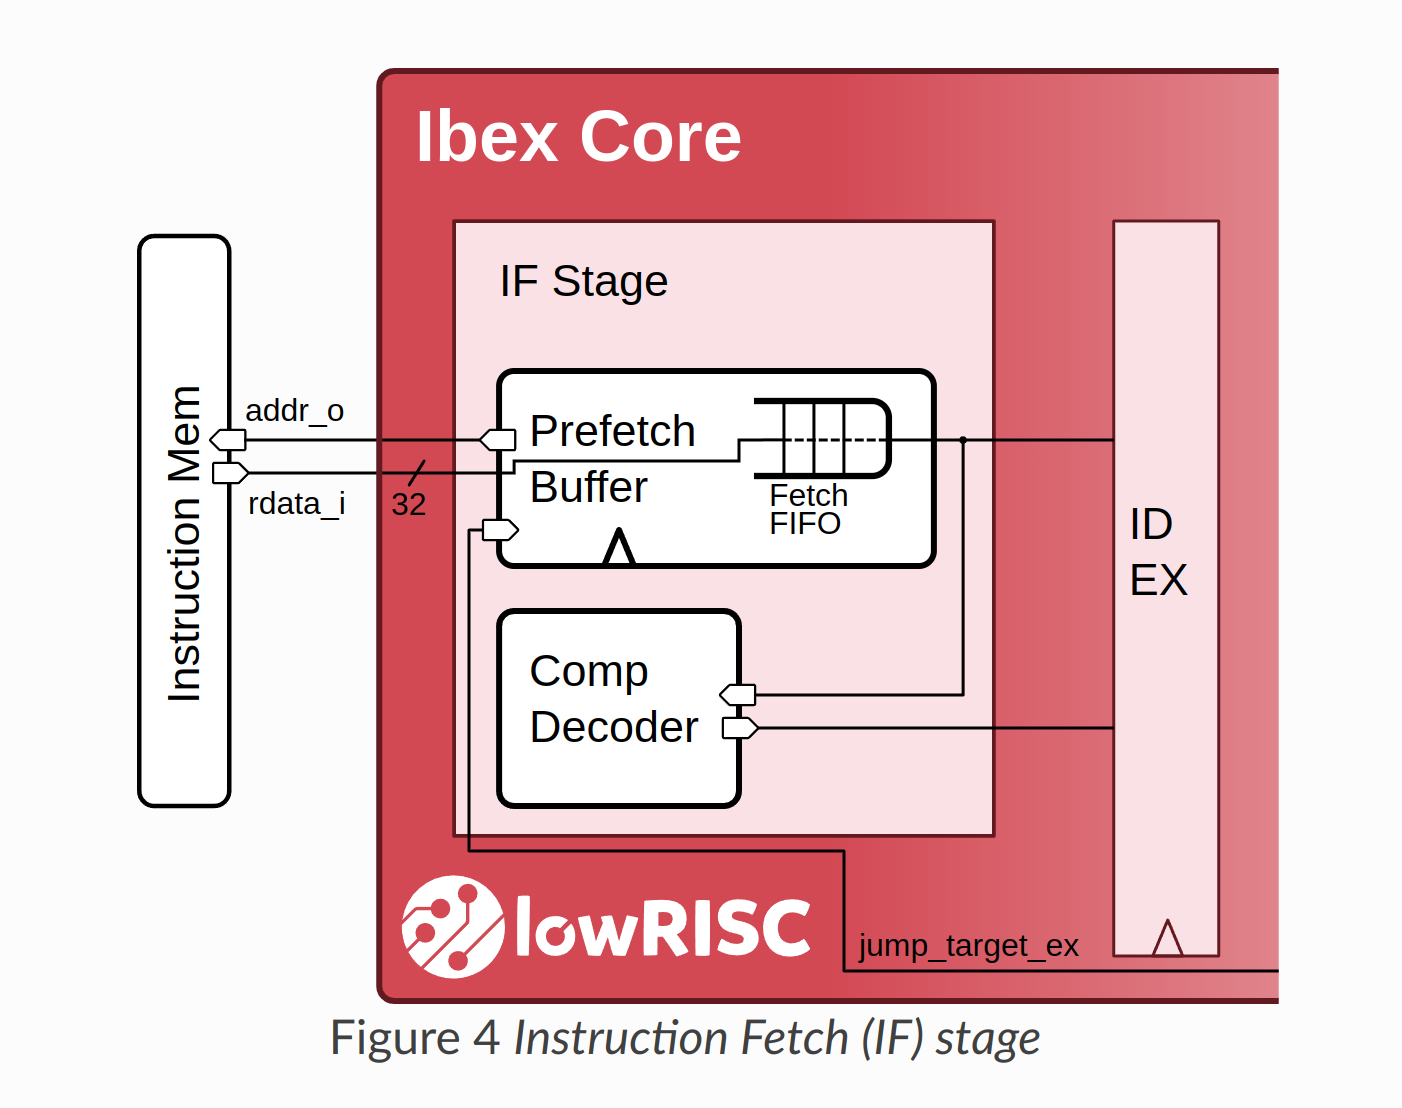 Ibex Core
IF Stage
Instruction Mem
addr_o
rdata_i
32
Prefetch
Buffer
Fetch
FIFO
Comp
Decoder
ID
EX
lowRISC
jump_target_ex
Figure 4 Instruction Fetch (IF) stage